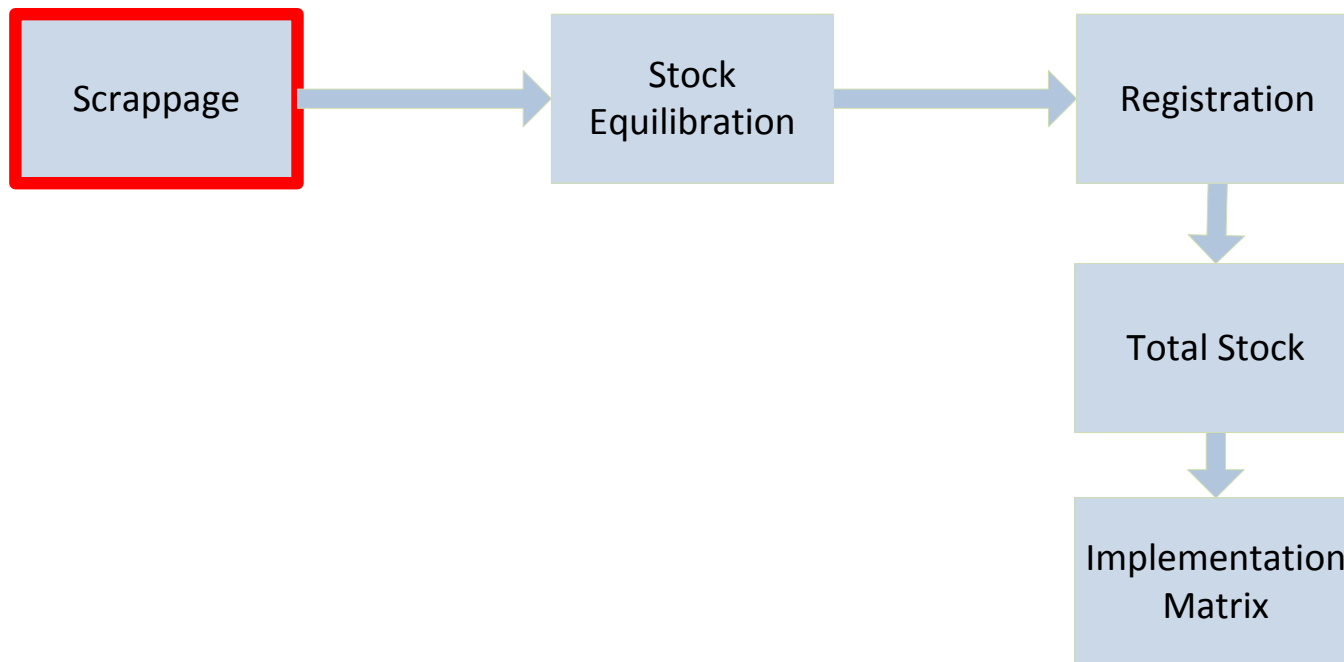 Scrappage
Stock
Equilibration
Registration
Total Stock
Implementation
Matrix